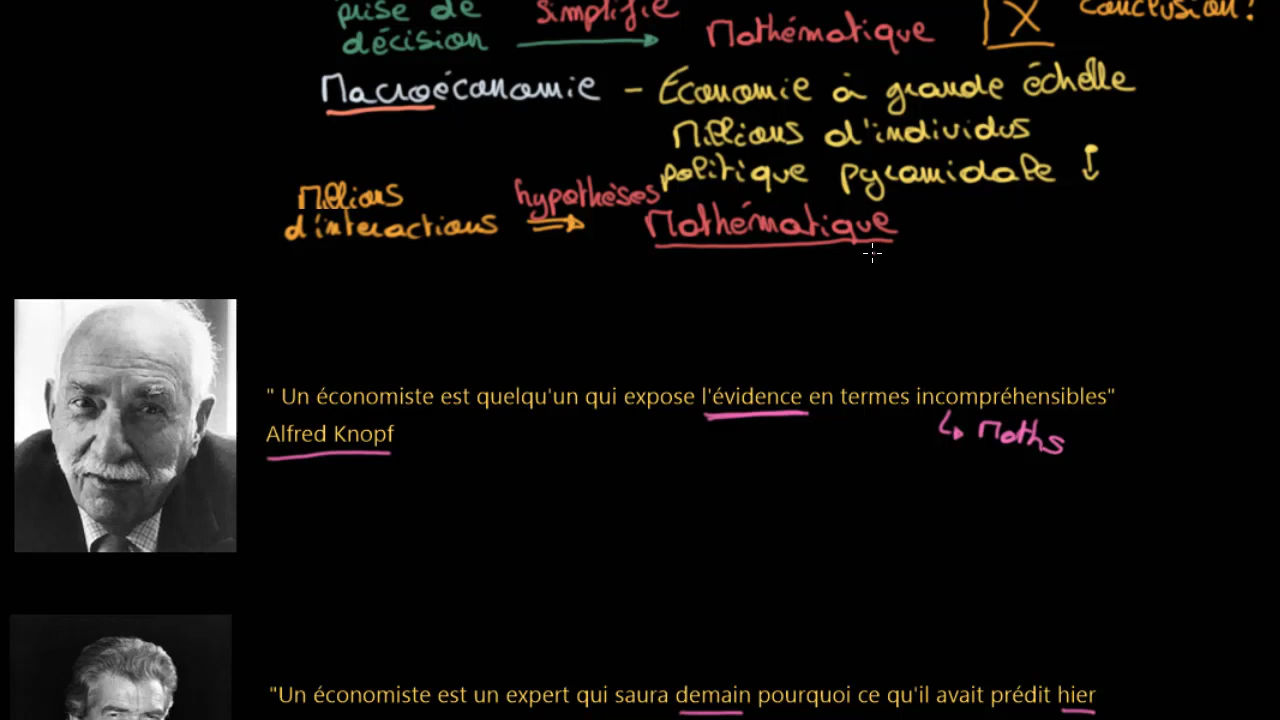 prise de simplifie conclusion!
décision Mathématique X
Macroéconomie - Économie à grande échelle
Millions d'individus
politique pyramidale
Millions hypothèses
d'interactions Mathématique
" Un économiste est quelqu'un qui expose l'évidence en termes incompréhensibles"
Alfred Knopf Maths
"Un économiste est un expert qui saura demain pourquoi ce qu'il avait prédit hier